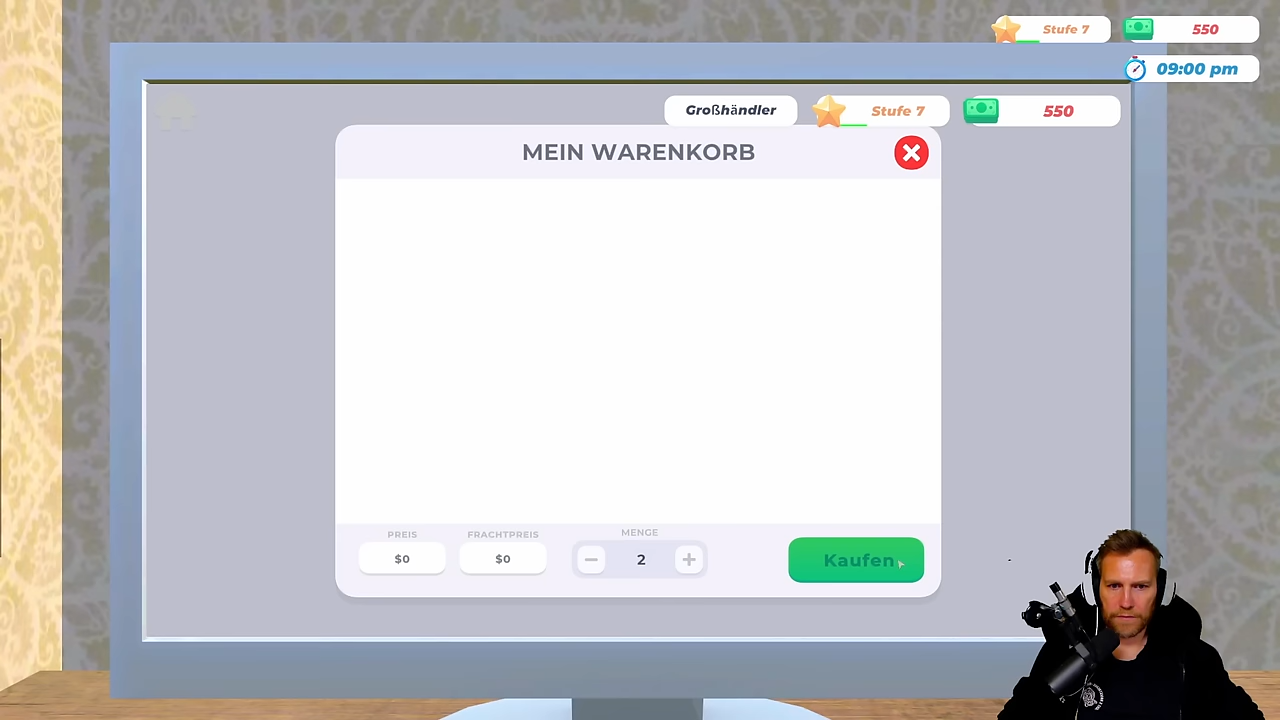 Stufe 7
550
09:00 pm
Großhändler
Stufe 7
550
MEIN WARENKORB
PREIS
FRACHTPREIS
MENGE
$0
$0
2
Kaufen